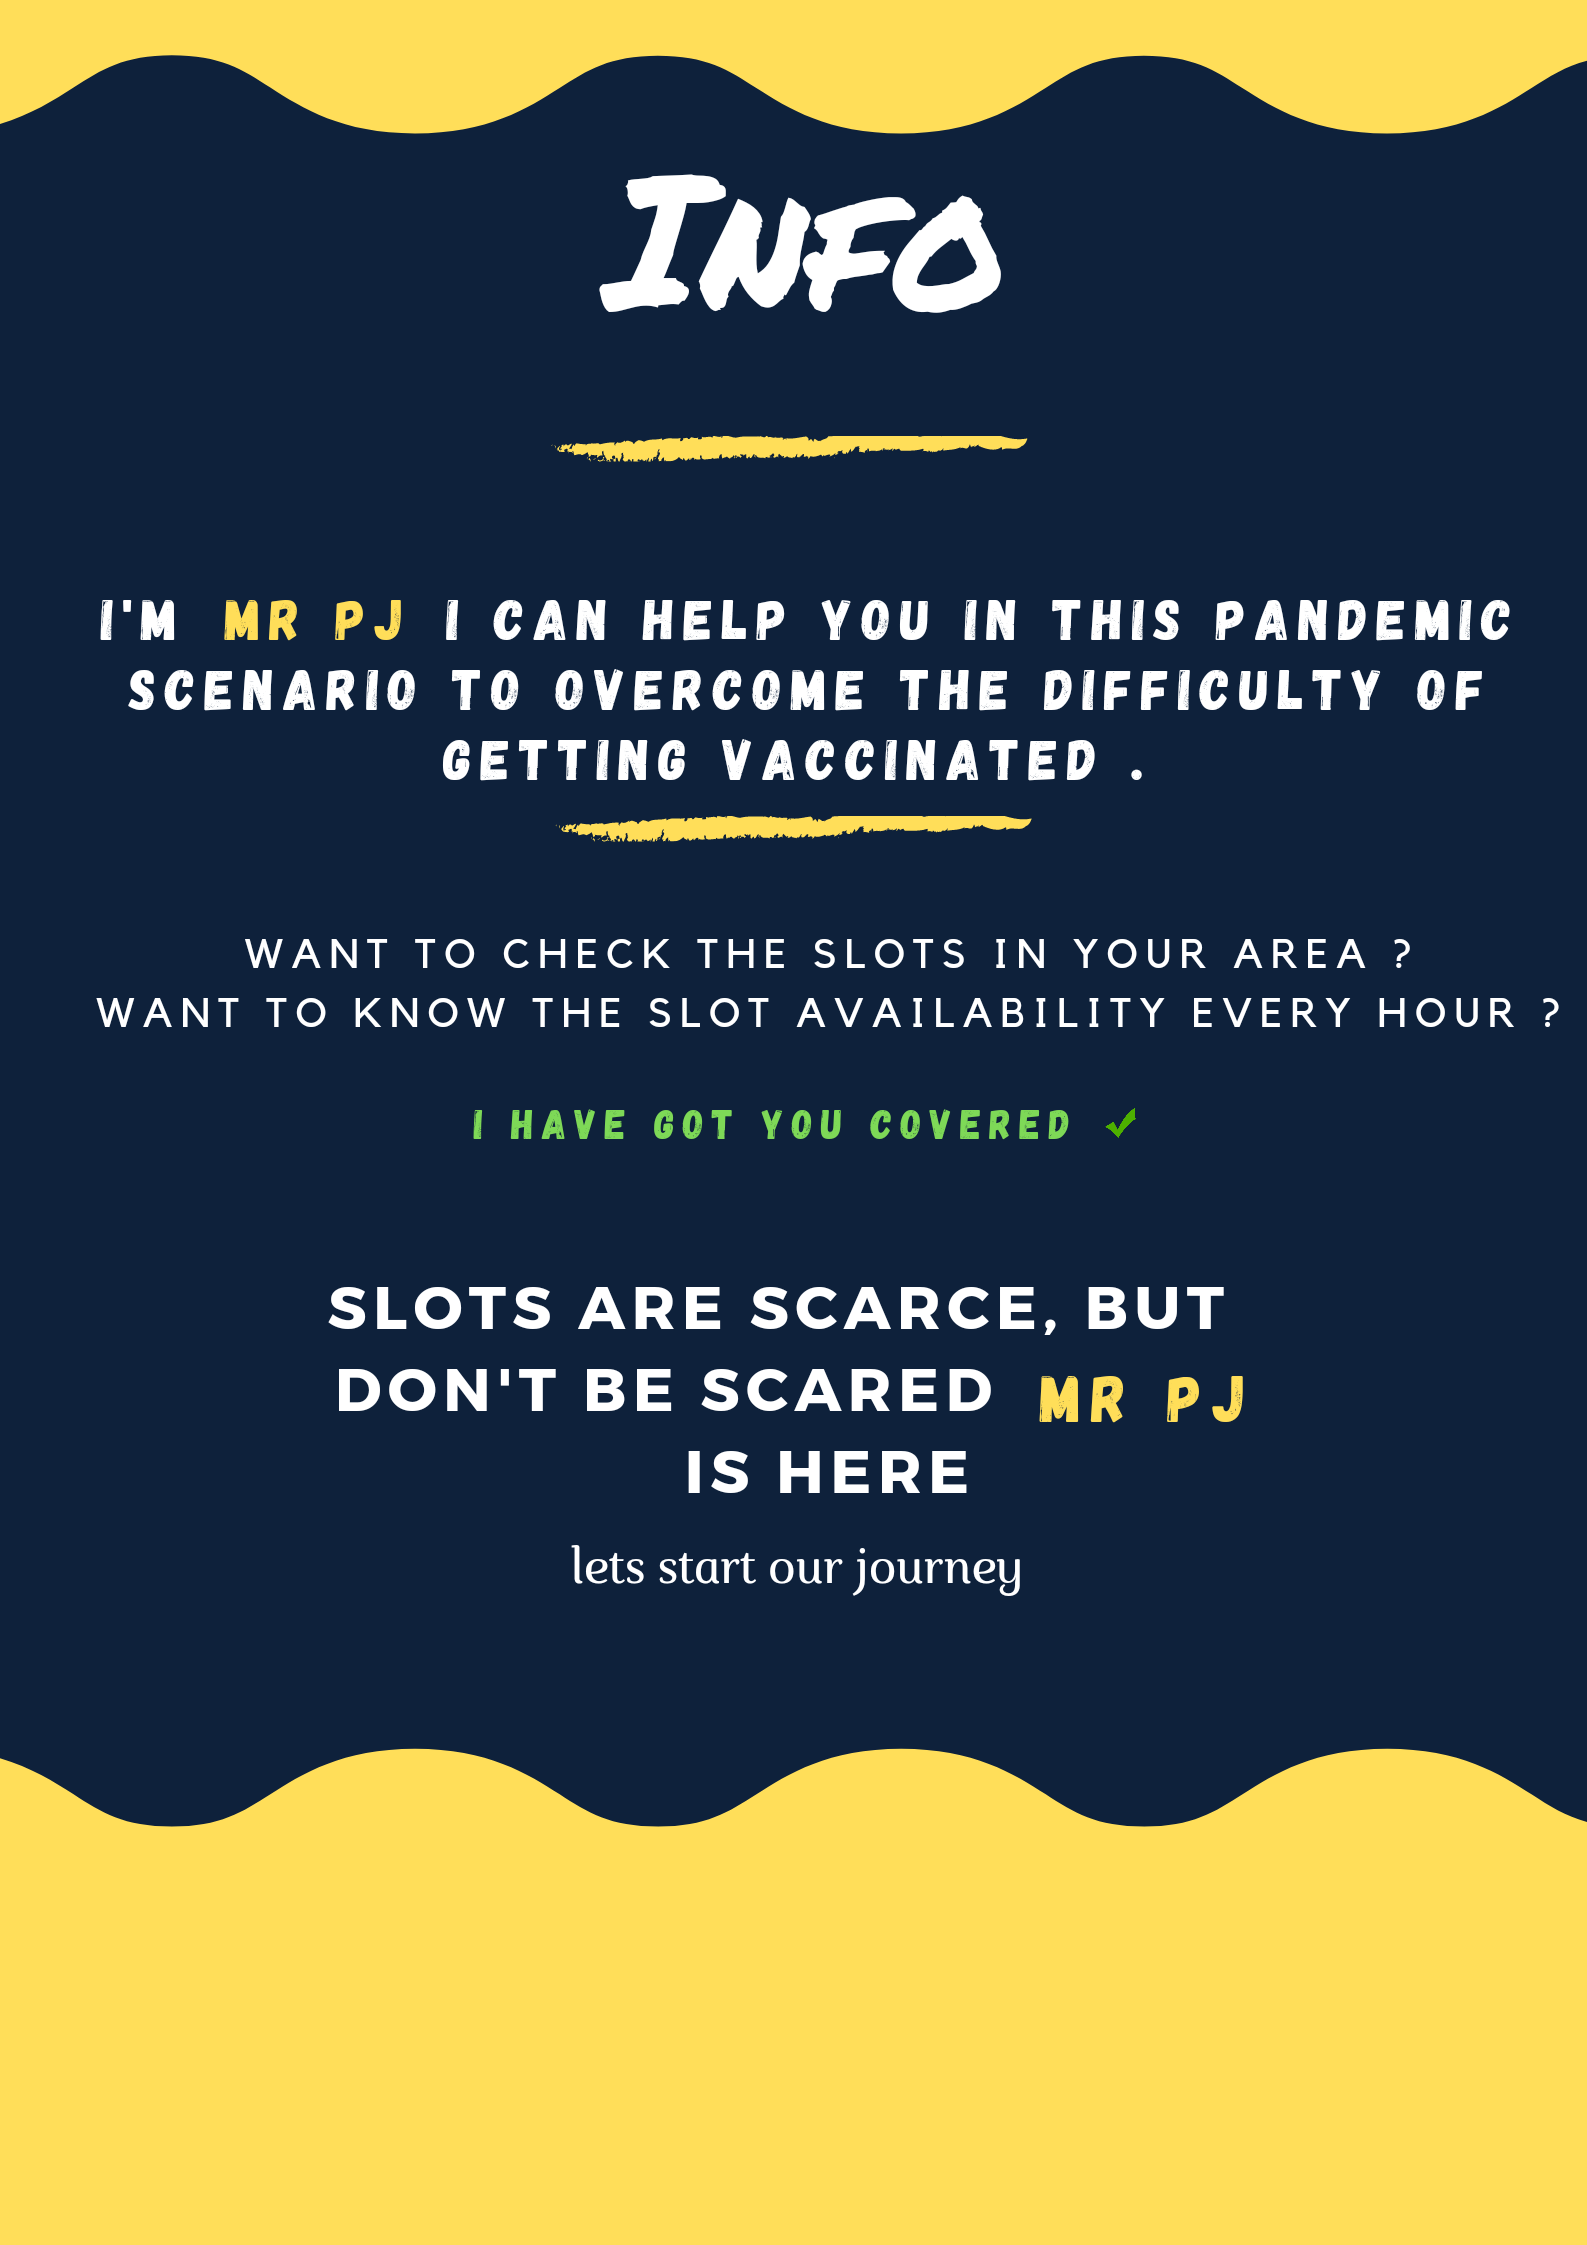 INFO
I'M MR PJ I CAN HELP YOU IN THIS PANDEMIC
SCENARIO TO OVERCOME THE DIFFICULTY OF
GETTING VACCINATED .
WANT TO CHECK THE SLOTS IN YOUR AREA ?
WANT TO KNOW THE SLOT AVAILABILITY EVERY HOUR ?
I HAVE GOT YOU COVERED ✓
SLOTS ARE SCARCE, BUT
DON'T BE SCARED MR PJ
IS HERE
lets start our journey